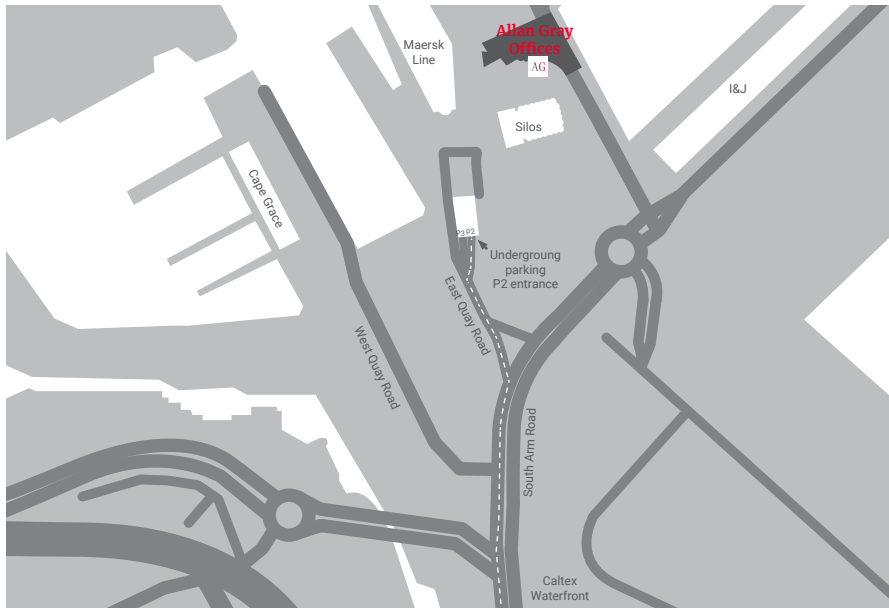 Allan Gray
Offices
AG
Maersk
Line
I&J
Silos
Cape Grace
P3 P2
Undergroung
parking
P2 entrance
East Quay Road
West Quay Road
South Arm Road
Caltex
Waterfront